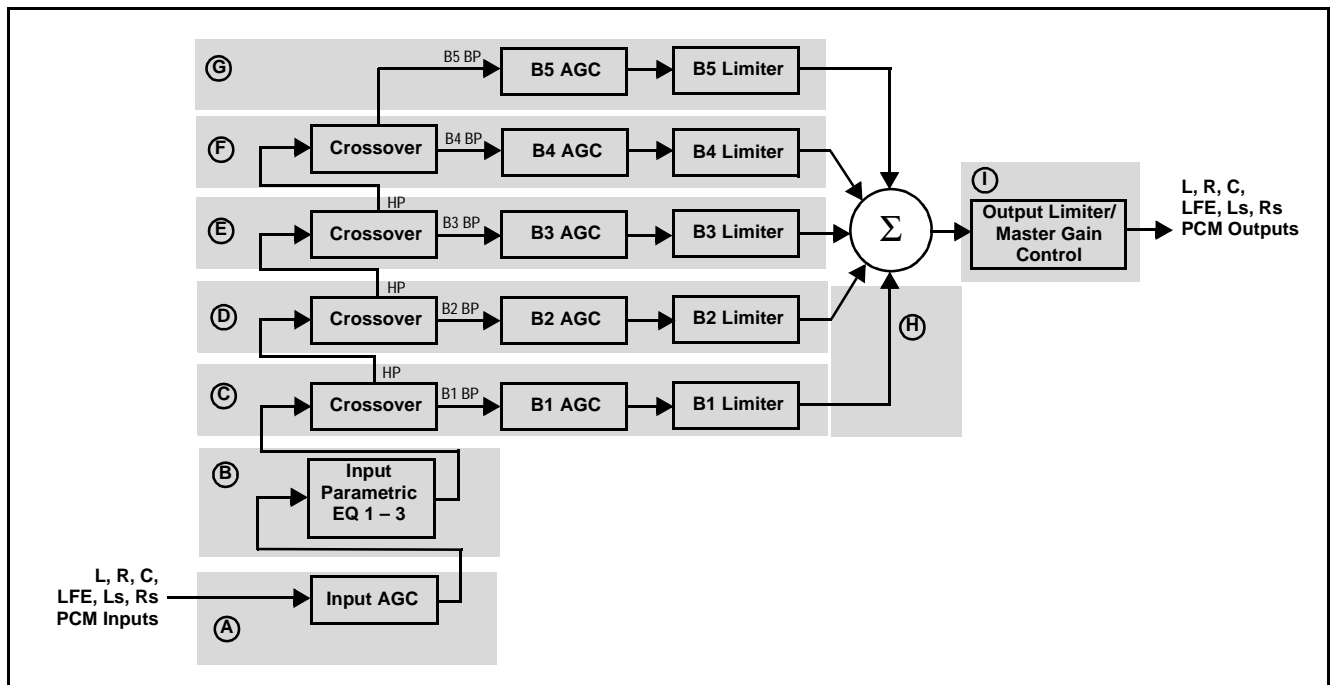 G
B5 BP
B5 AGC
B5 Limiter
F
Crossover
B4 BP
B4 AGC
B4 Limiter
HP
E
Crossover
B3 BP
B3 AGC
B3 Limiter
Σ
I
Output Limiter/
Master Gain
Control
L, R, C,
LFE, Ls, Rs
PCM Outputs
HP
D
Crossover
B2 BP
B2 AGC
B2 Limiter
H
HP
C
Crossover
B1 BP
B1 AGC
B1 Limiter
B
Input
Parametric
EQ 1 – 3
L, R, C,
LFE, Ls, Rs
PCM Inputs
Input AGC
A